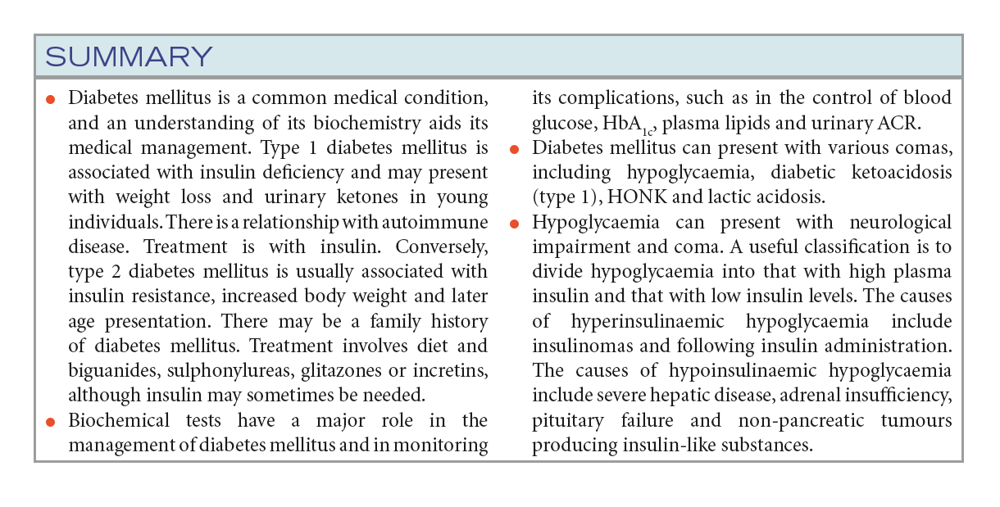 SUMMARY
● Diabetes mellitus is a common medical condition,
and an understanding of its biochemistry aids its
medical management. Type 1 diabetes mellitus is
associated with insulin deficiency and may present
with weight loss and urinary ketones in young
individuals. There is a relationship with autoimmune
disease. Treatment is with insulin. Conversely,
type 2 diabetes mellitus is usually associated with
insulin resistance, increased body weight and later
age presentation. There may be a family history
of diabetes mellitus. Treatment involves diet and
biguanides, sulphonylureas, glitazones or incretins,
although insulin may sometimes be needed.
● Biochemical tests have a major role in the
management of diabetes mellitus and in monitoring
its complications, such as in the control of blood
glucose, HbA1c, plasma lipids and urinary ACR.
● Diabetes mellitus can present with various comas,
including hypoglycaemia, diabetic ketoacidosis
(type 1), HONK and lactic acidosis.
● Hypoglycaemia can present with neurological
impairment and coma. A useful classification is to
divide hypoglycaemia into that with high plasma
insulin and that with low insulin levels. The causes
of hyperinsulinaemic hypoglycaemia include
insulinomas and following insulin administration.
The causes of hypoinsulinaemic hypoglycaemia
include severe hepatic disease, adrenal insufficiency,
pituitary failure and non-pancreatic tumours
producing insulin-like substances.